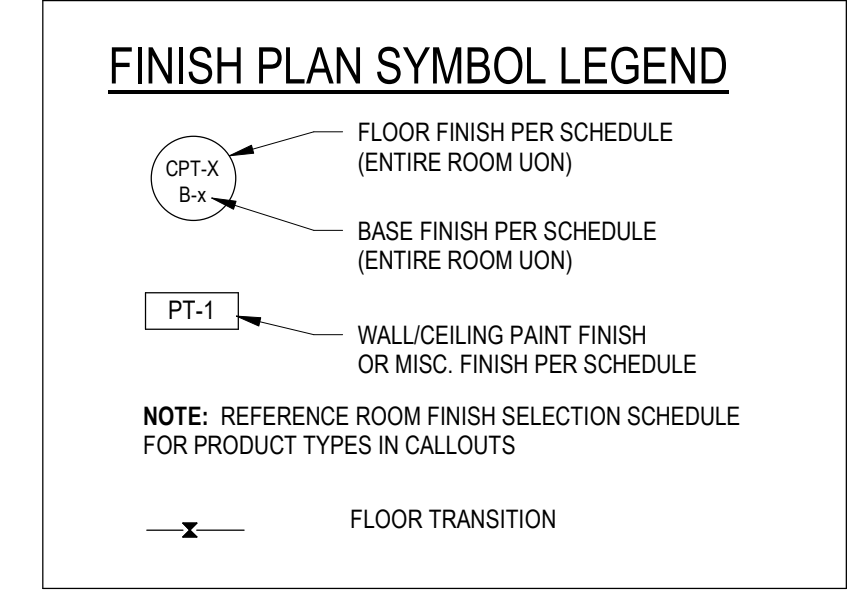 FINISH PLAN SYMBOL LEGEND
CPT-X
B-x
FLOOR FINISH PER SCHEDULE
(ENTIRE ROOM UON)
BASE FINISH PER SCHEDULE
(ENTIRE ROOM UON)
PT-1
WALL/CEILING PAINT FINISH
OR MISC. FINISH PER SCHEDULE
NOTE: REFERENCE ROOM FINISH SELECTION SCHEDULE
FOR PRODUCT TYPES IN CALLOUTS
FLOOR TRANSITION